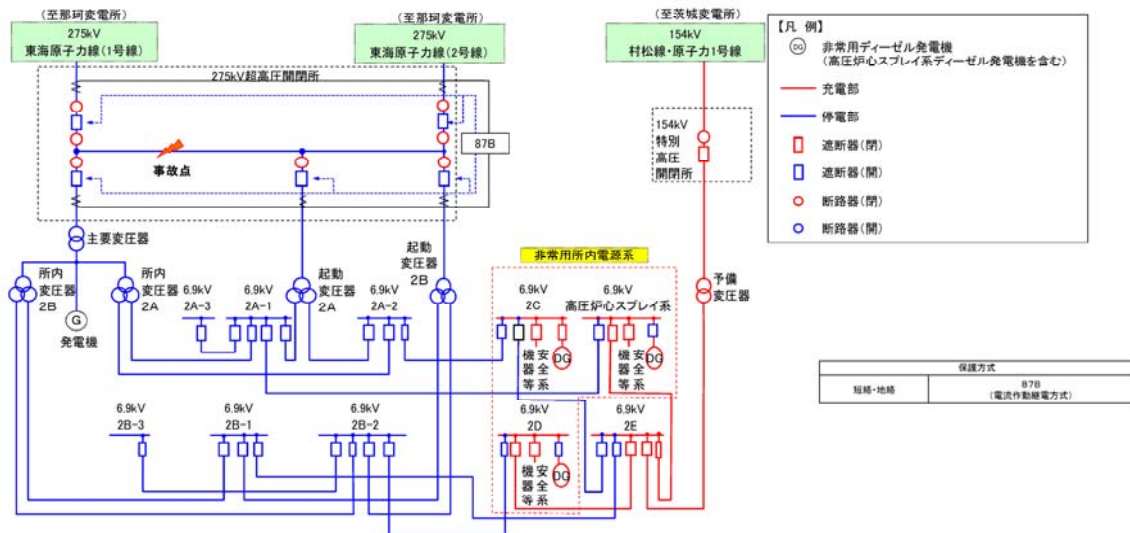 (至那珂変電所)
275kV
東海原子力線(1号線)
(至那珂変電所)
275kV
東海原子力線(2号線)
(至茨城変電所)
154kV
村松線・原子力1号線
275kV超高圧開閉所
87B
事故点
154kV
特別
高圧
開閉所
【凡 例】
DG
非常用ディーゼル発電機
(高圧炉心スプレイ系ディーゼル発電機を含む)
充電部
停電部
遮断器(閉)
遮断器(開)
断路器(閉)
断路器(開)
主要変圧器
所内
変圧器
2B
G
発電機
所内
変圧器
2A
6.9kV
2A-3
6.9kV
2A-1
起動
変圧器
2A
6.9kV
2A-2
起動
変圧器
2B
非常用所内電源系
6.9kV
2C
安全系
機器等
DG
6.9kV
高圧炉心スプレイ系
安全系
機器等
DG
予備
変圧器
保護方式
短絡・地絡
87B
(電流作動継電方式)
6.9kV
2B-3
6.9kV
2B-1
6.9kV
2B-2
6.9kV
2D
安全系
機器等
DG
6.9kV
2E